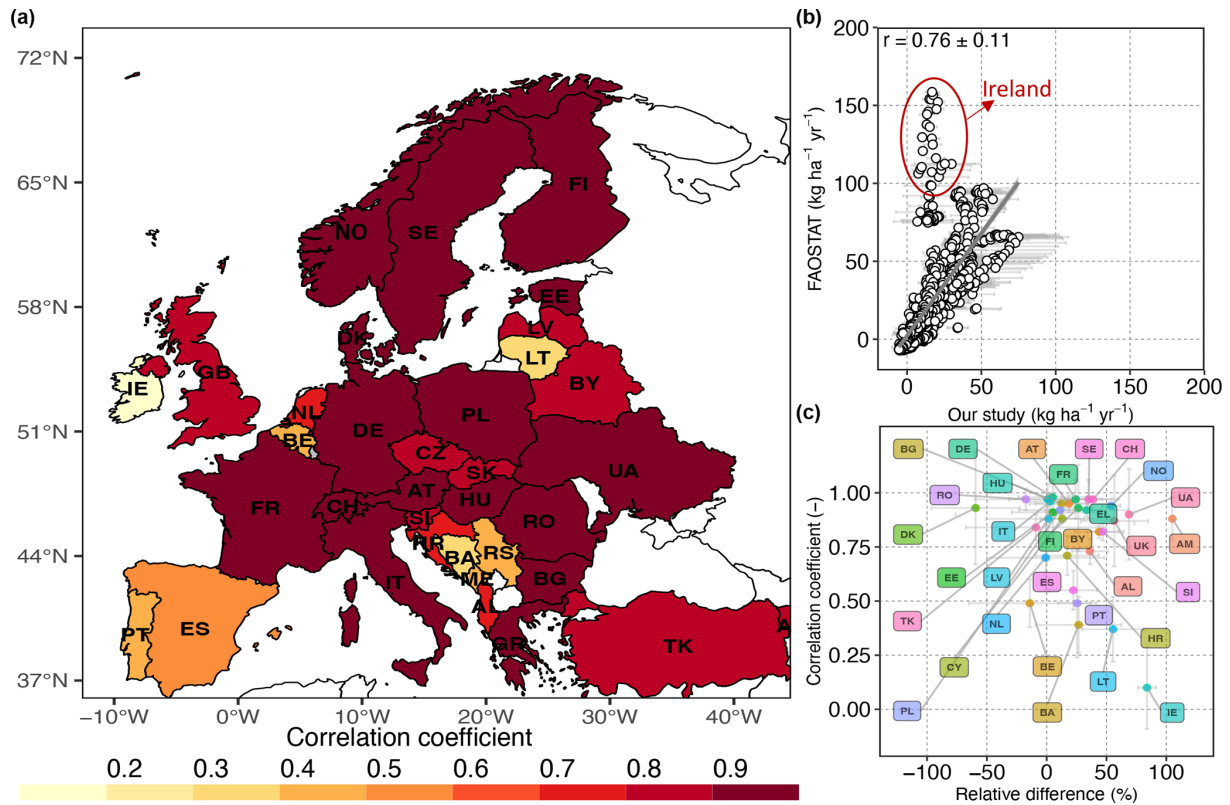 (a)
72°N
65°N
58°N
51°N
44°N
37°N
NO
SE
FI
EE
LV
LT
BY
DK
GB
IE
NL
BE
DE
PL
CZ
SK
UA
FR
CH
AT
HU
SI
HR
RO
BA
RS
ME
BG
IT
AL
GR
PT
ES
TK
A
−10°W
0°W
10°W
20°W
30°W
40°W
Correlation coefficient
0.2 0.3 0.4 0.5 0.6 0.7 0.8 0.9
(b)
r = 0.76 ± 0.11
Ireland
200
150
100
50
0
FAOSTAT (kg ha−1 yr−1)
0 50 100 150 200
Our study (kg ha−1 yr−1)
(c)
BG DE AT SE CH
FR NO
HU
RO UA
EL
IT
DK FI BY UK AM
EE LV ES AL SI
TK NL PT HR
CY BE LT
PL BA IE
1.00
0.75
0.50
0.25
0.00
Correlation coefficient (−)
−100 −50 0 50 100
Relative difference (%)